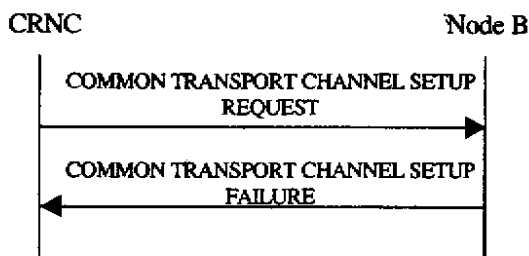 CRNC Node B
COMMON TRANSPORT CHANNEL SETUP
REQUEST
COMMON TRANSPORT CHANNEL SETUP
FAILURE